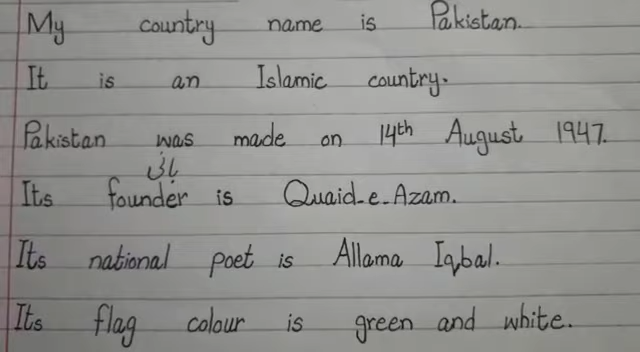 My country name is Pakistan.
It is an Islamic country.
Pakistan was made on 14th August 1947.
بانی
Its founder is Quaid-e-Azam.
Its national poet is Allama Iqbal.
Its flag colour is green and white.